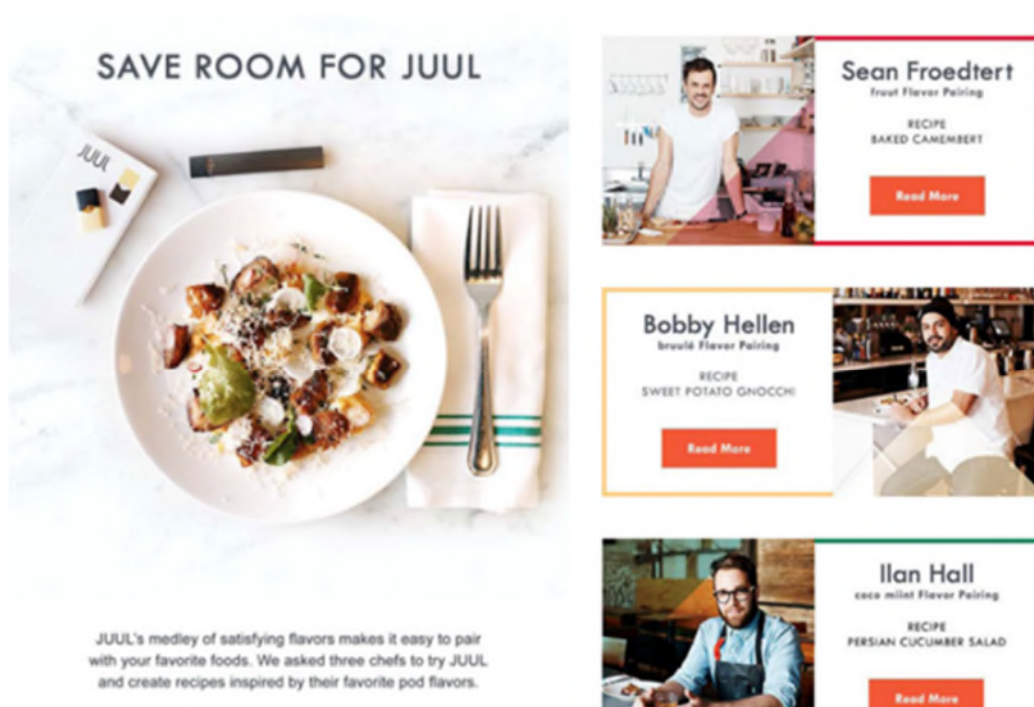 SAVE ROOM FOR JUUL
JUUL
JUUL's medley of satisfying flavors makes it easy to pair
with your favorite foods. We asked three chefs to try JUUL
and create recipes inspired by their favorite pod flavors.
Sean Froedtert
fruut Flavor Pairing
RECIPE
BAKED CAMEMBERT
Read More
Bobby Hellen
bruulé Flavor Pairing
RECIPE
SWEET POTATO GNOCCHI
Read More
Ilan Hall
coco miint Flavor Pairing
RECIPE
PERSIAN CUCUMBER SALAD
Read More